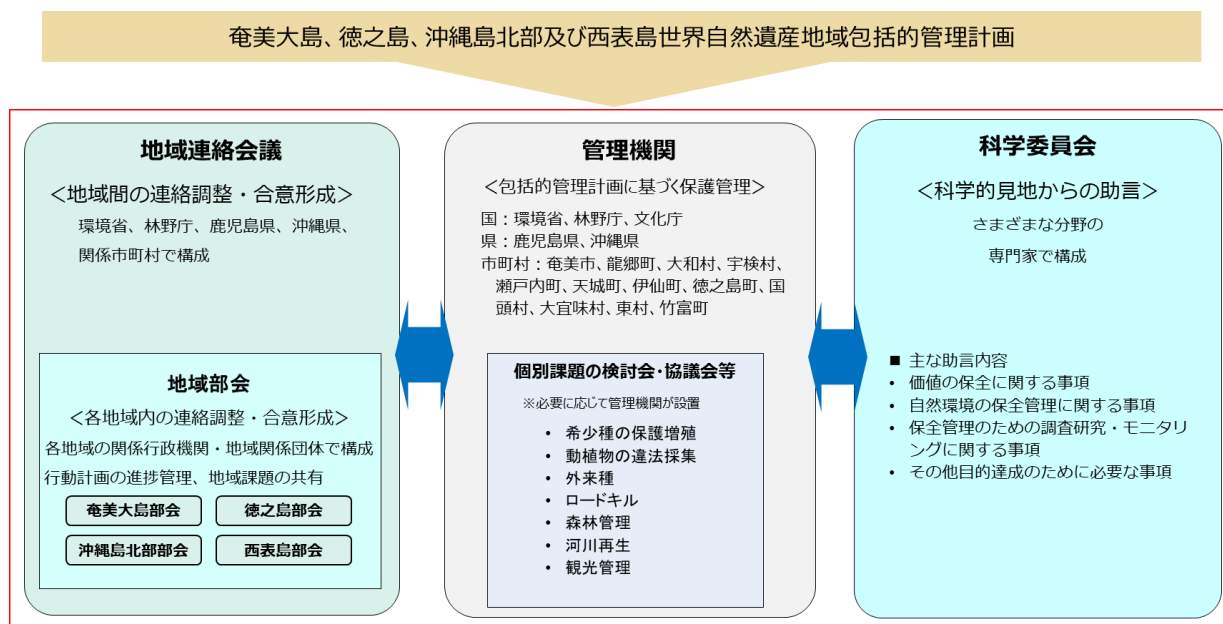 奄美大島、徳之島、沖縄島北部及び西表島世界自然遺産地域包括的管理計画
地域連絡会議
＜地域間の連絡調整・合意形成＞
環境省、林野庁、鹿児島県、沖縄県、
関係市町村で構成
地域部会
＜各地域内の連絡調整・合意形成＞
各地域の関係行政機関・地域関係団体で構成
行動計画の進捗管理、地域課題の共有
奄美大島部会
徳之島部会
沖縄島北部部会
西表島部会
管理機関
＜包括的管理計画に基づく保護管理＞
国：環境省、林野庁、文化庁
県：鹿児島県、沖縄県
市町村：奄美市、龍郷町、大和村、宇検村、
瀬戸内町、天城町、伊仙町、徳之島町、国
頭村、大宜味村、東村、竹富町
個別課題の検討会・協議会等
※必要に応じて管理機関が設置
• 希少種の保護増殖
• 動植物の違法採集
• 外来種
• ロードキル
• 森林管理
• 河川再生
• 観光管理
科学委員会
＜科学的見地からの助言＞
さまざまな分野の
専門家で構成
■ 主な助言内容
• 価値の保全に関する事項
• 自然環境の保全管理に関する事項
• 保全管理のための調査研究・モニタリ
ングに関する事項
• その他目的達成のために必要な事項